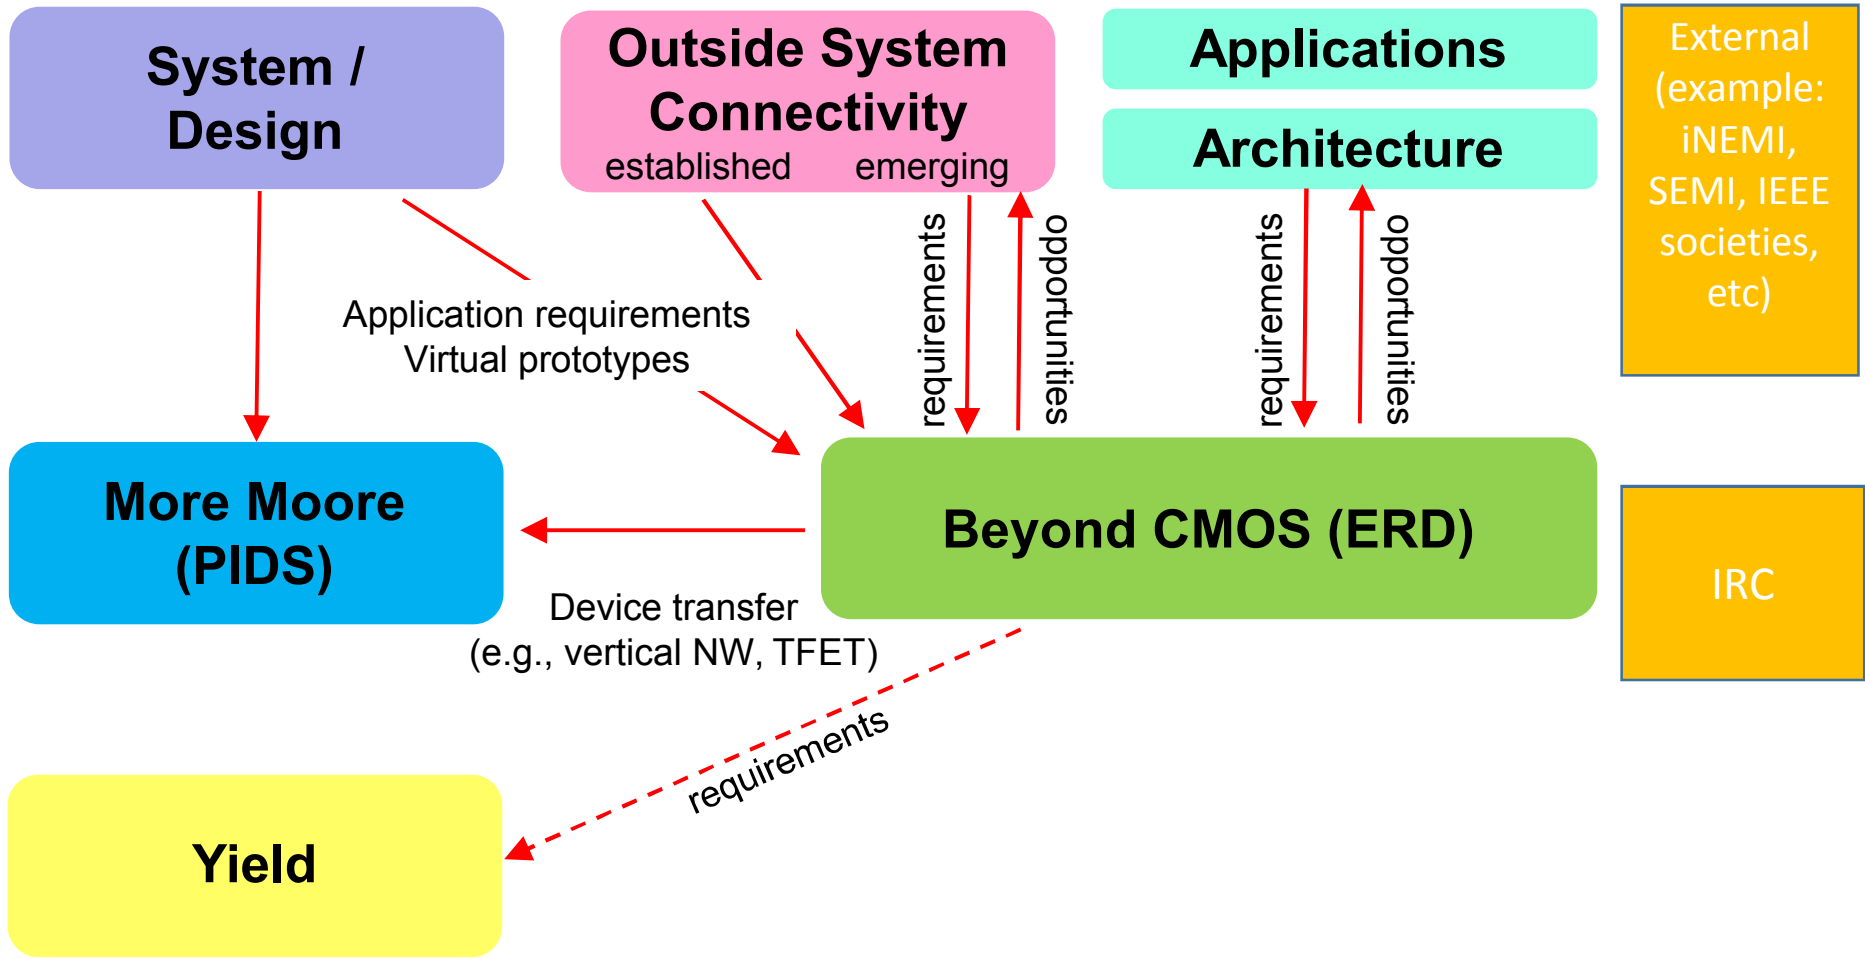 System /
Design
Outside System
Connectivity
established emerging
Applications
Architecture
External
(example:
iNEMI,
SEMI, IEEE
societies,
etc)
Application requirements
Virtual prototypes
requirements
opportunities
requirements
opportunities
More Moore
(PIDS)
Beyond CMOS (ERD)
IRC
Device transfer
(e.g., vertical NW, TFET)
requirements
Yield